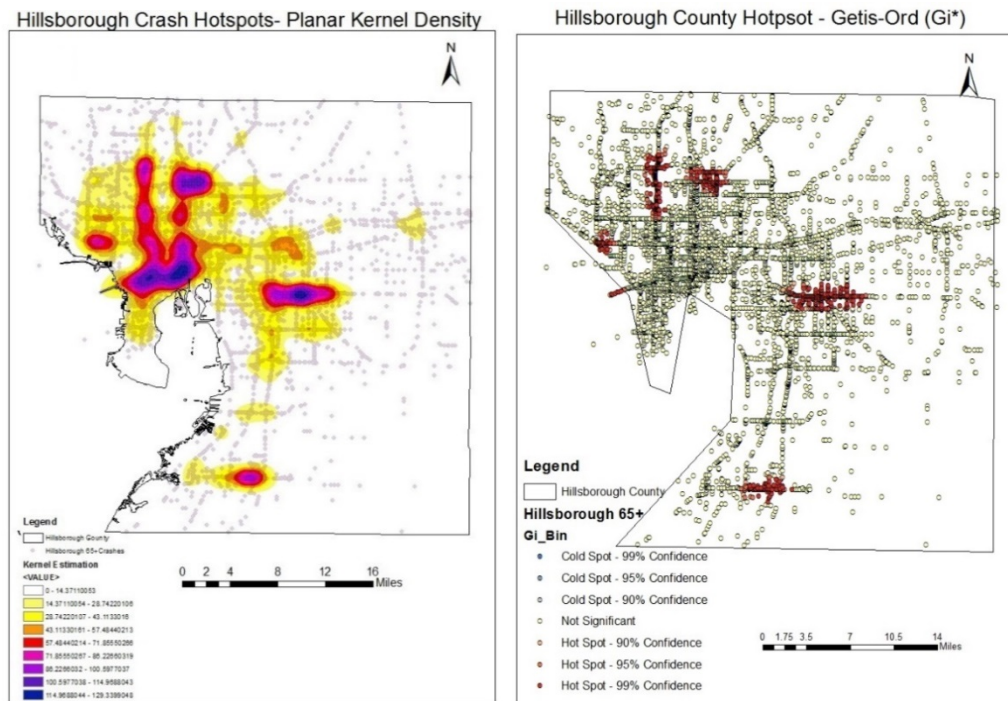 Hillsborough Crash Hotspots- Planar Kernel Density
N
Legend
Hillsborough County
Hillsborough 65+Crashes
Kernel Estimation
<VALUE>
0 - 14.37110053
14.37110054 - 28.74220106
28.74220107 - 43.1133016
43.11330161 - 57.48440213
57.48440214 - 71.85550266
71.85550267 - 86.22660319
86.2266032 - 100.5977037
100.5977038 - 114.9688043
114.9688044 - 129.3399048
0 2 4 8 12 16
Miles
Hillsborough County Hotpsot - Getis-Ord (Gi*)
N
Legend
Hillsborough County
Hillsborough 65+
Gi_Bin
Cold Spot - 99% Confidence
Cold Spot - 95% Confidence
Cold Spot - 90% Confidence
Not Significant
Hot Spot - 90% Confidence
Hot Spot - 95% Confidence
Hot Spot - 99% Confidence
0 1.75 3.5 7 10.5 14
Miles